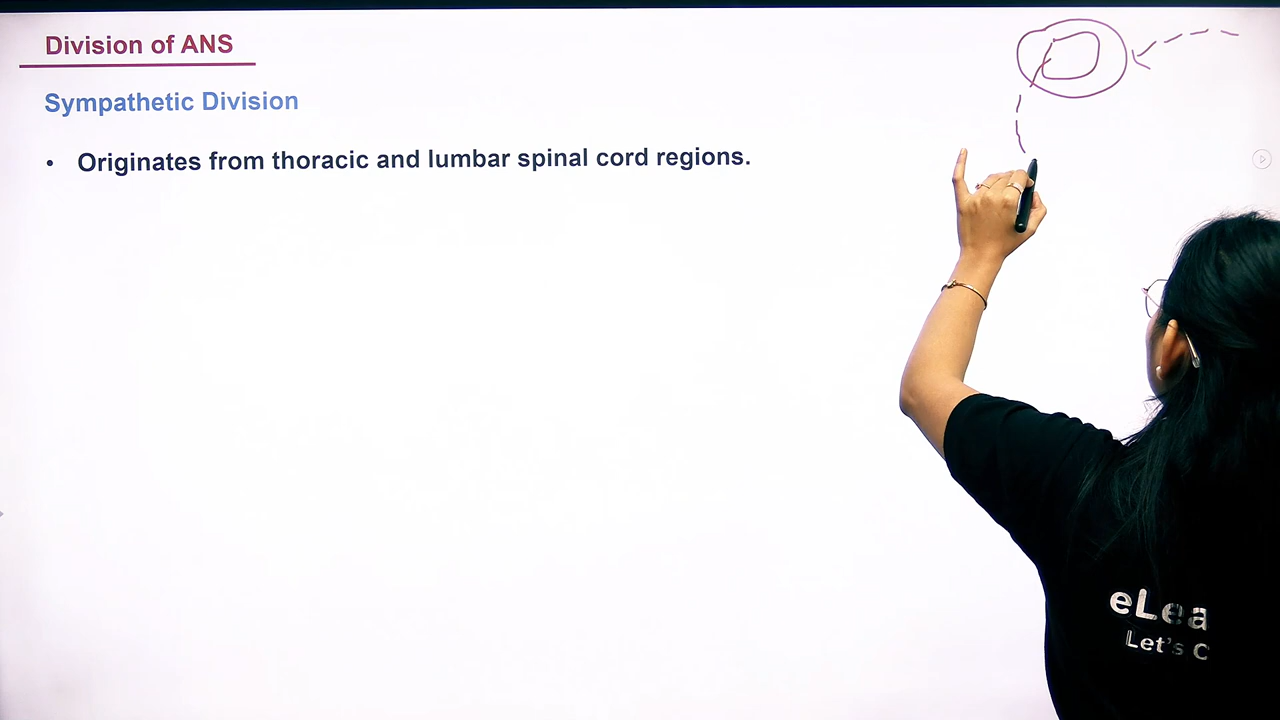 Division of ANS
Sympathetic Division
• Originates from thoracic and lumbar spinal cord regions.
eLea
Let's C